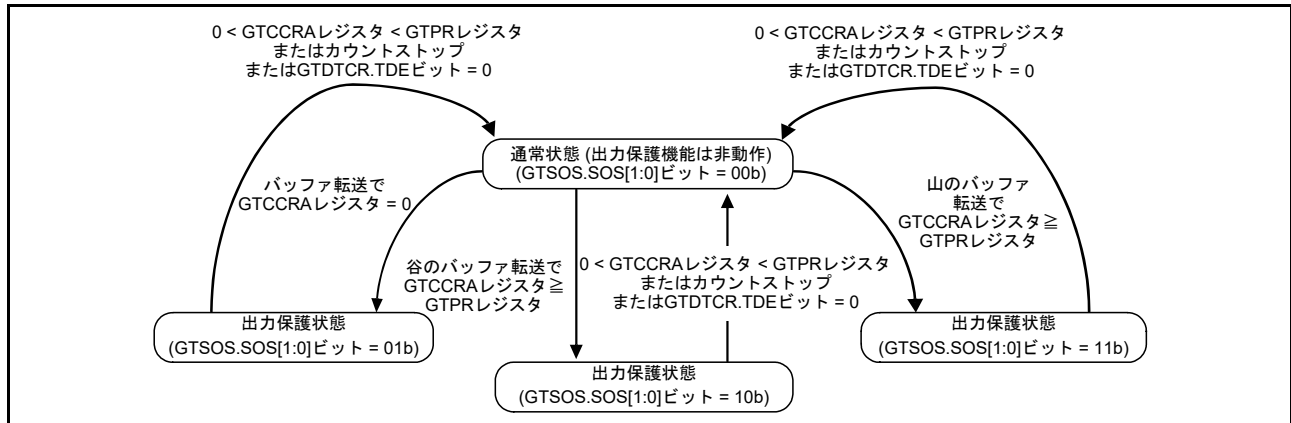 0 < GTCCRAレジスタ < GTPRレジスタ
またはカウントストップ
またはGTDTCR.TDEビット = 0
0 < GTCCRAレジスタ < GTPRレジスタ
またはカウントストップ
またはGTDTCR.TDEビット = 0
通常状態 (出力保護機能は非動作)
(GTSOS.SOS[1:0]ビット = 00b)
バッファ転送で
GTCCRAレジスタ = 0
山のバッファ
転送で
GTCCRAレジスタ≧
GTPRレジスタ
谷のバッファ転送で
GTCCRAレジスタ≧
GTPRレジスタ
0 < GTCCRAレジスタ < GTPRレジスタ
またはカウントストップ
またはGTDTCR.TDEビット = 0
出力保護状態
(GTSOS.SOS[1:0]ビット = 01b)
出力保護状態
(GTSOS.SOS[1:0]ビット = 11b)
出力保護状態
(GTSOS.SOS[1:0]ビット = 10b)